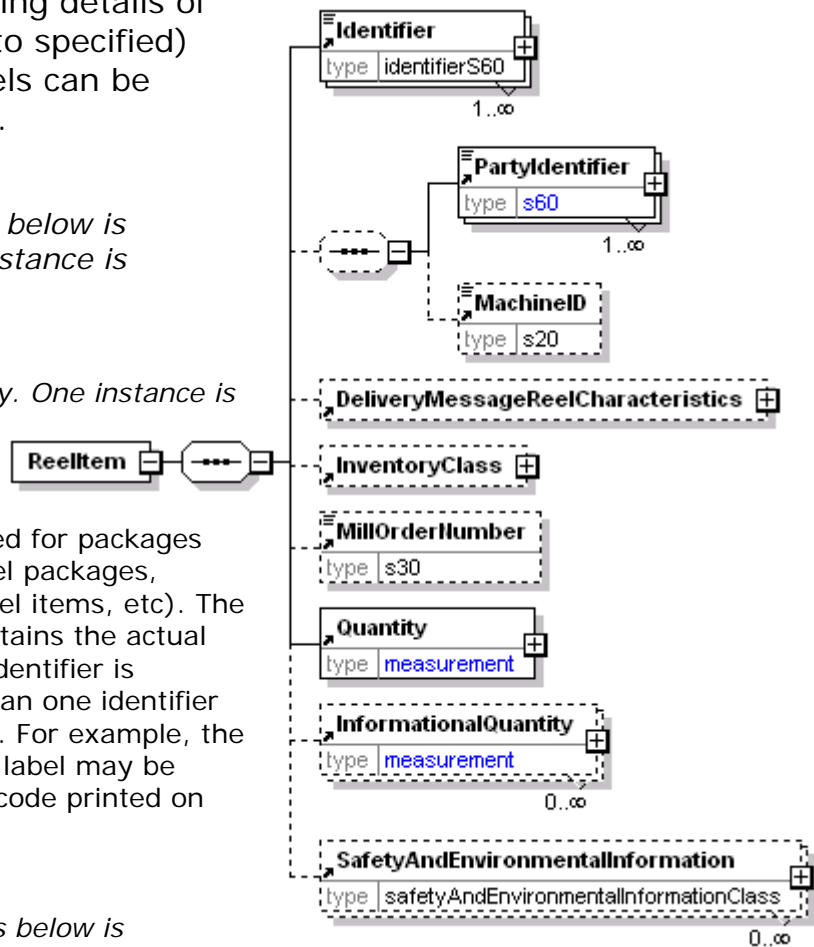 ing details of
to specified)
els can be
.
below is
stance is
y. One instance is
ed for packages
el packages,
el items, etc). The
tains the actual
dentifier is
an one identifier
. For example, the
label may be
code printed on
s below is
ReelItem
Identifier
type identifierS60
1..∞
PartyIdentifier
type s60
1..∞
MachineID
type s20
DeliveryMessageReelCharacteristics
InventoryClass
MillOrderNumber
type s30
Quantity
type measurement
InformationalQuantity
type measurement
0..∞
SafetyAndEnvironmentalInformation
type safetyAndEnvironmentalInformationClass
0..∞